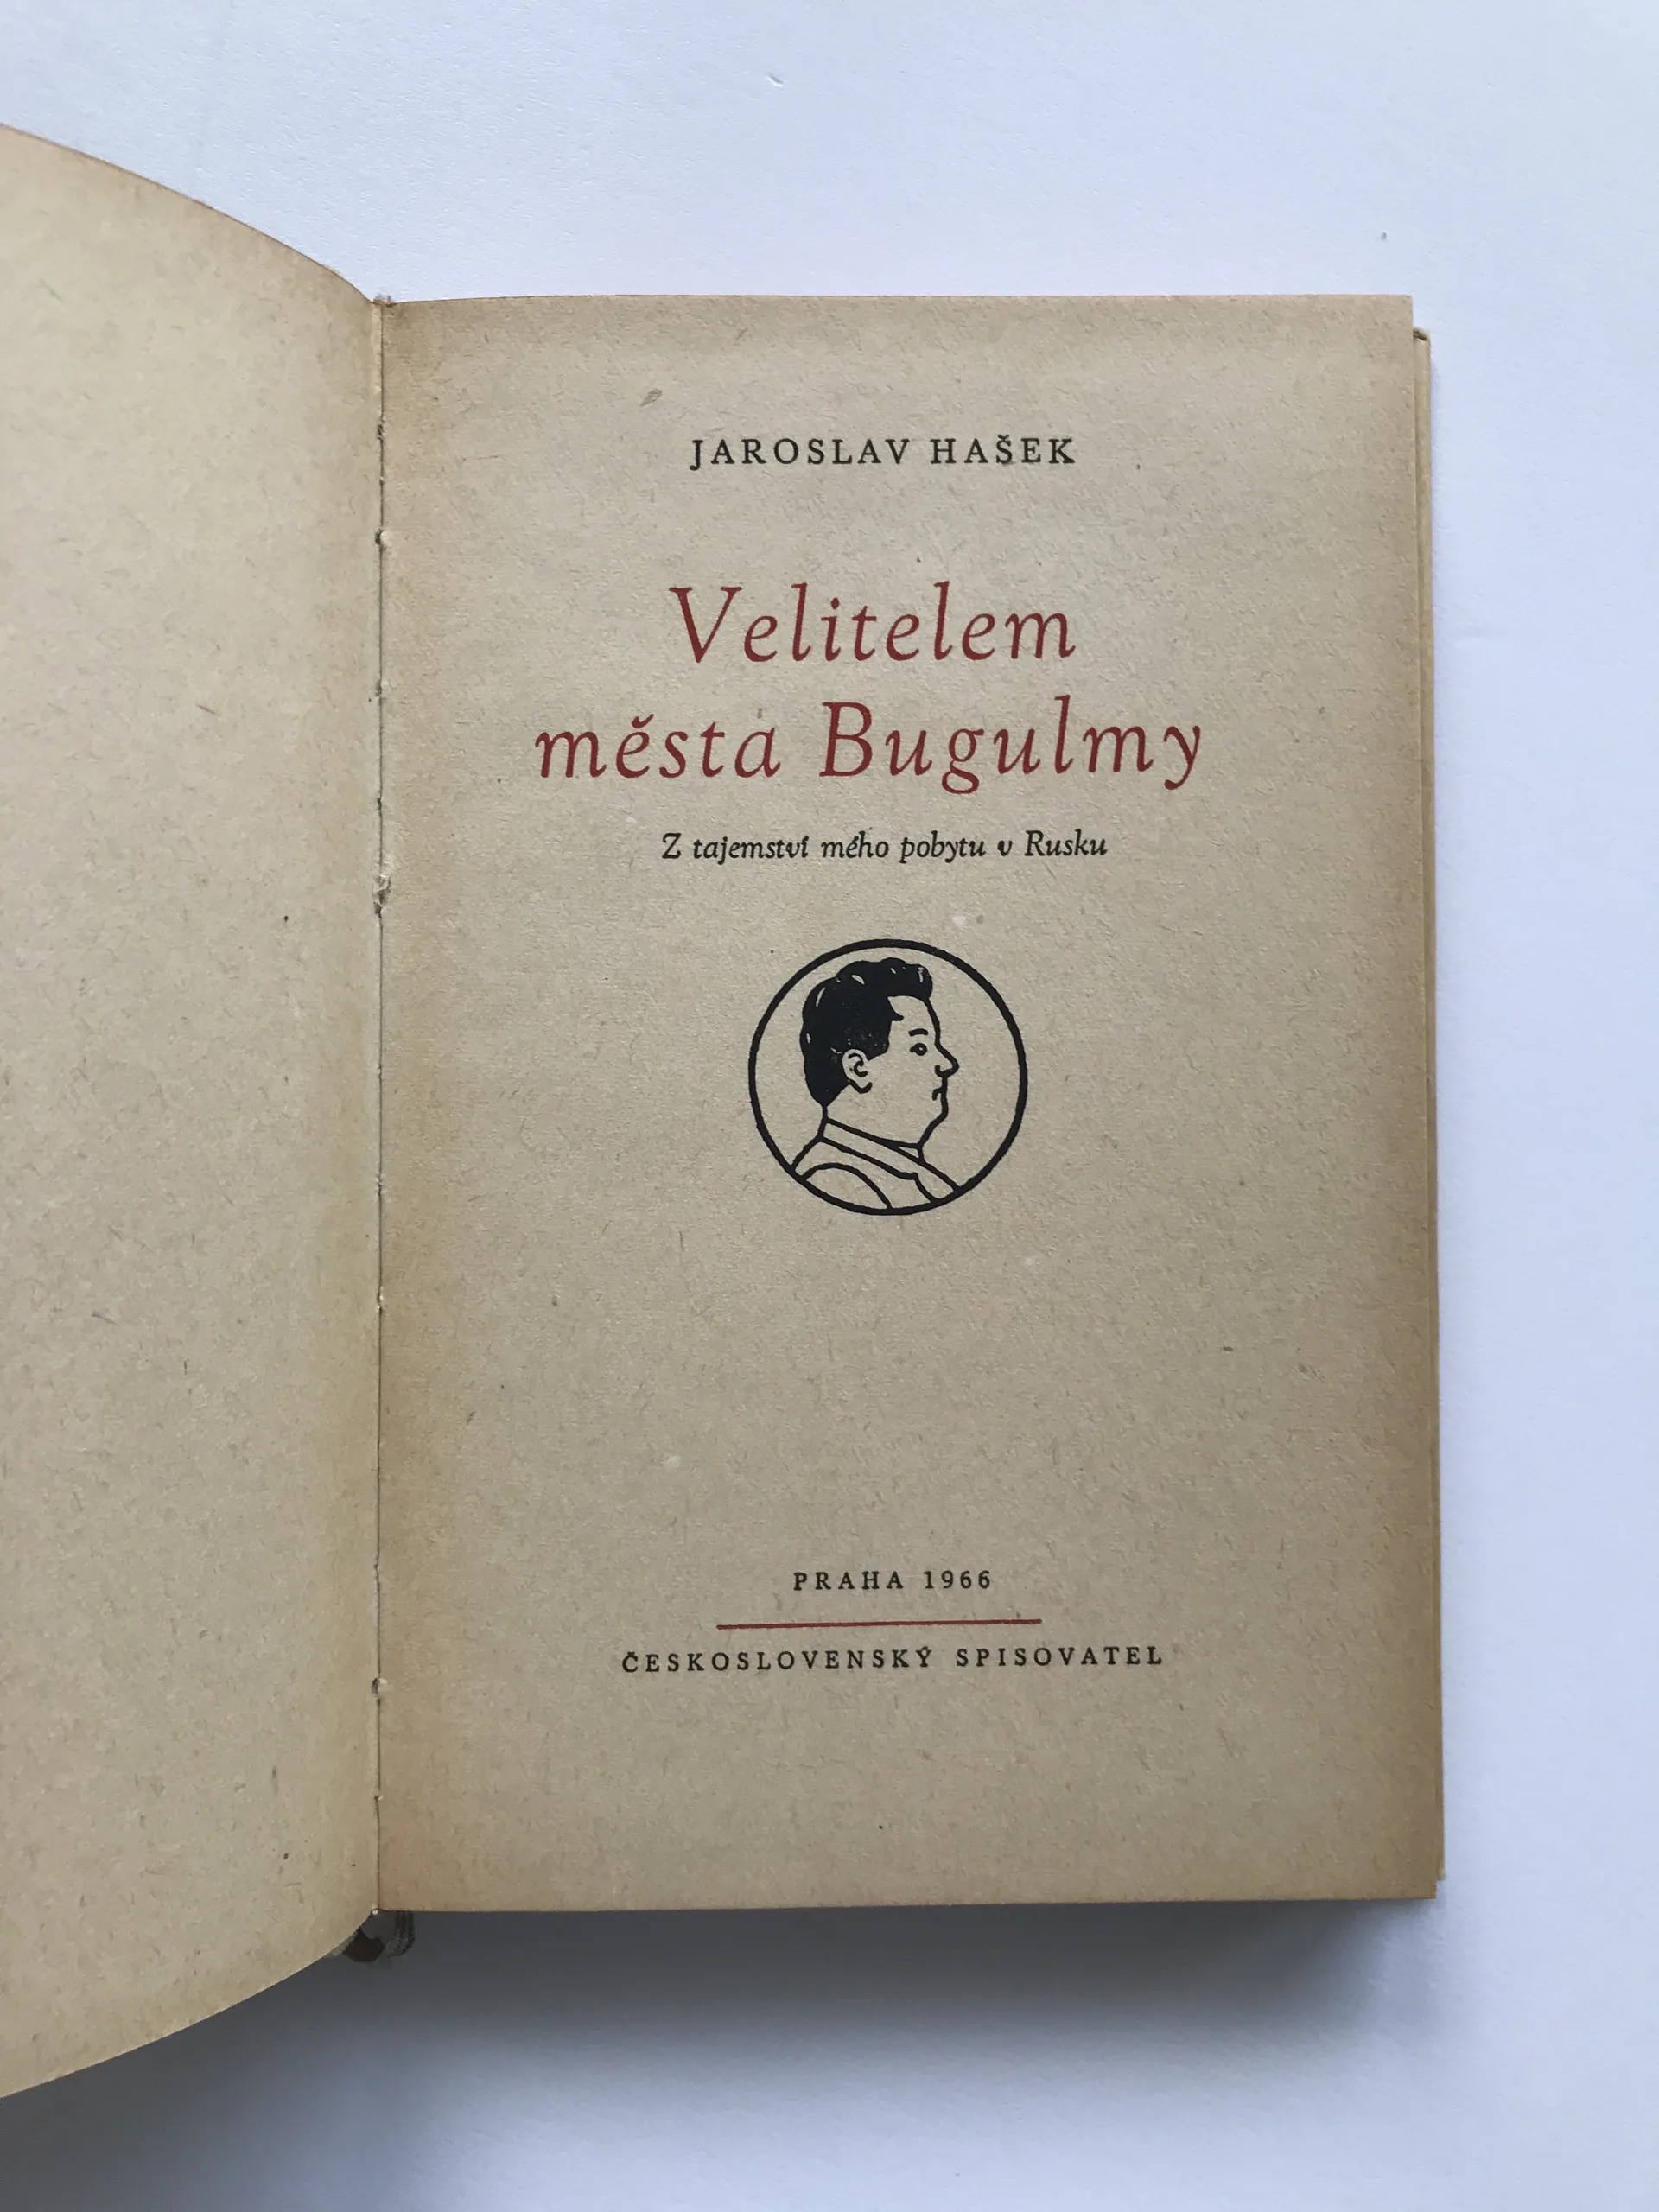 JAROSLAV HAŠEK
Velitelem
města Bugulmy
Z tajemství mého pobytu v Rusku
PRAHA 1966
ČESKOSLOVENSKÝ SPISOVATEL